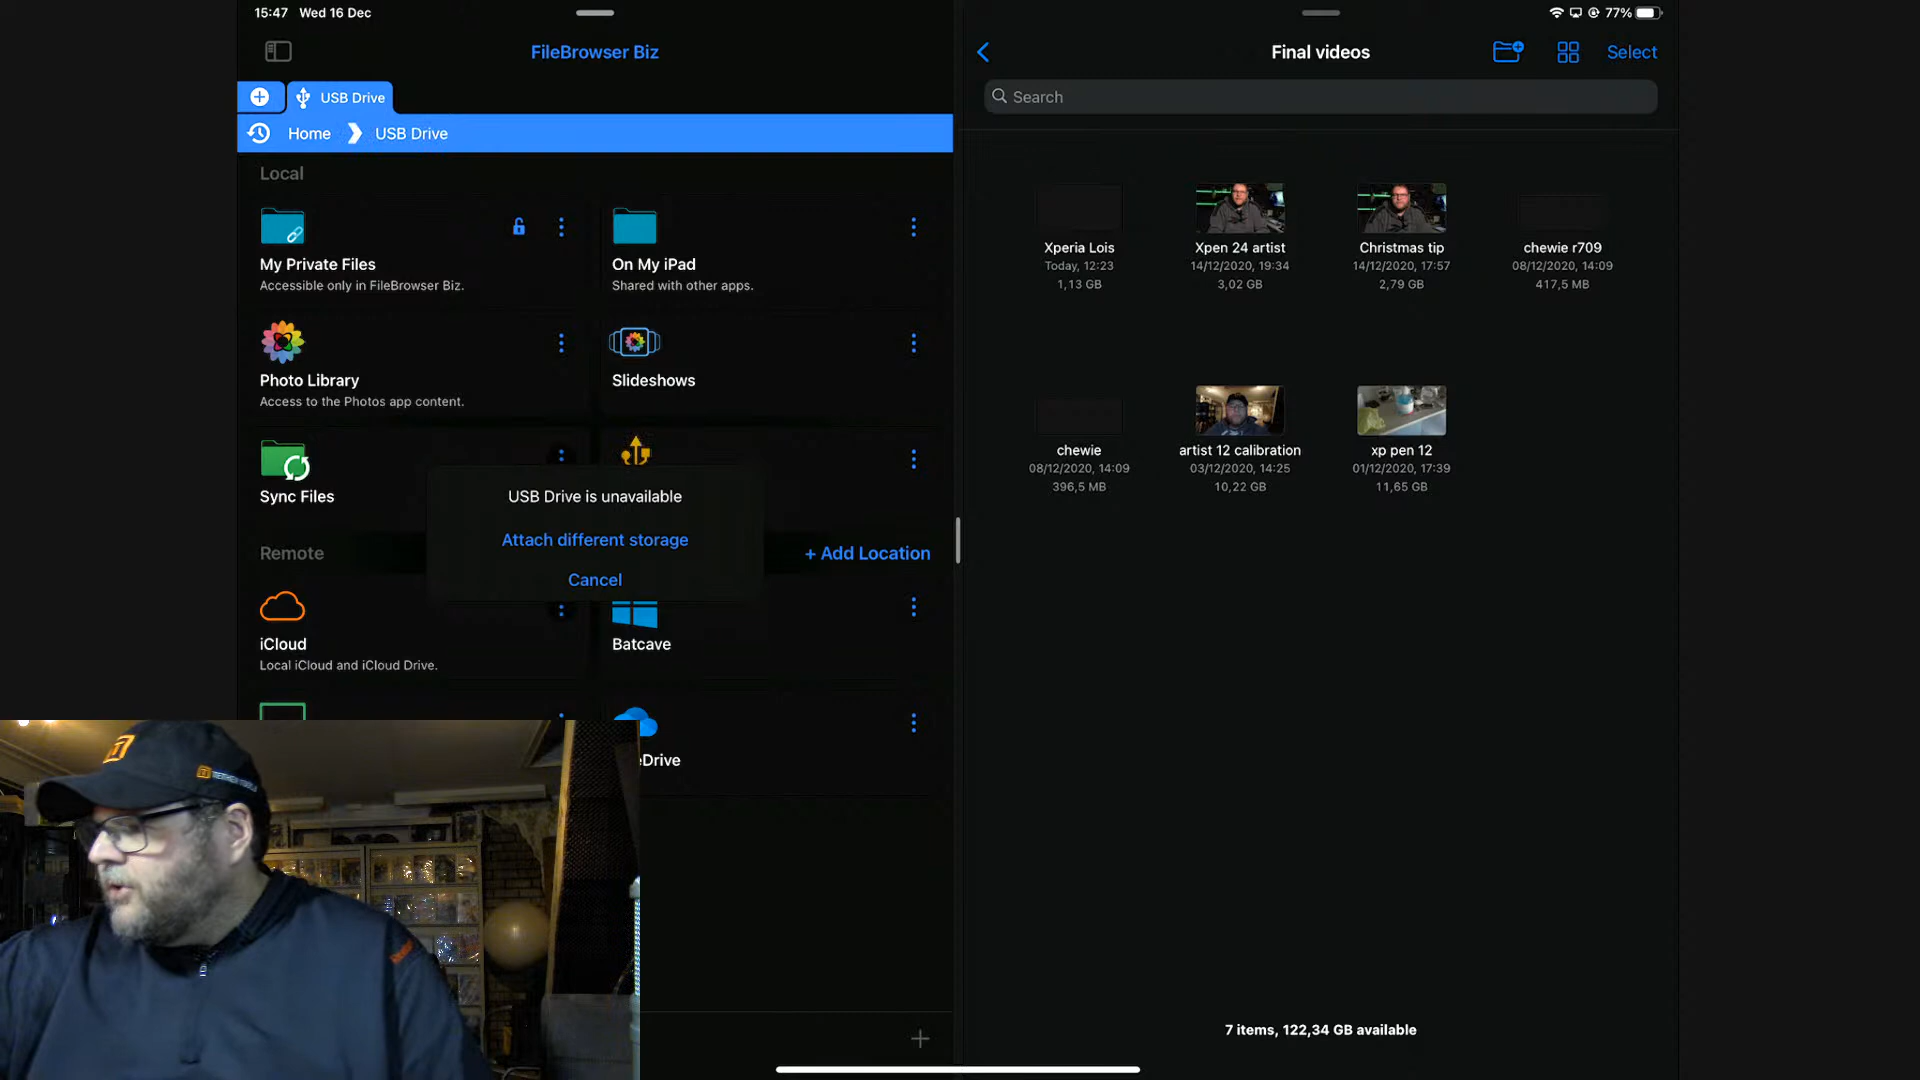 15:47 Wed 16 Dec
77%
FileBrowser Biz
USB Drive
Home USB Drive
Local
My Private Files
Accessible only in FileBrowser Biz.
On My iPad
Shared with other apps.
Photo Library
Access to the Photos app content.
Slideshows
Sync Files
USB Drive is unavailable
Attach different storage
Cancel
Remote
+ Add Location
iCloud
Local iCloud and iCloud Drive.
Batcave
eDrive
Final videos
Select
Search
Xperia Lois
Today, 12:23
1,13 GB
Xpen 24 artist
14/12/2020, 19:34
3,02 GB
Christmas tip
14/12/2020, 17:57
2,79 GB
chewie r709
08/12/2020, 14:09
417,5 MB
chewie
08/12/2020, 14:09
396,5 MB
artist 12 calibration
03/12/2020, 14:25
10,22 GB
xp pen 12
01/12/2020, 17:39
11,65 GB
7 items, 122,34 GB available